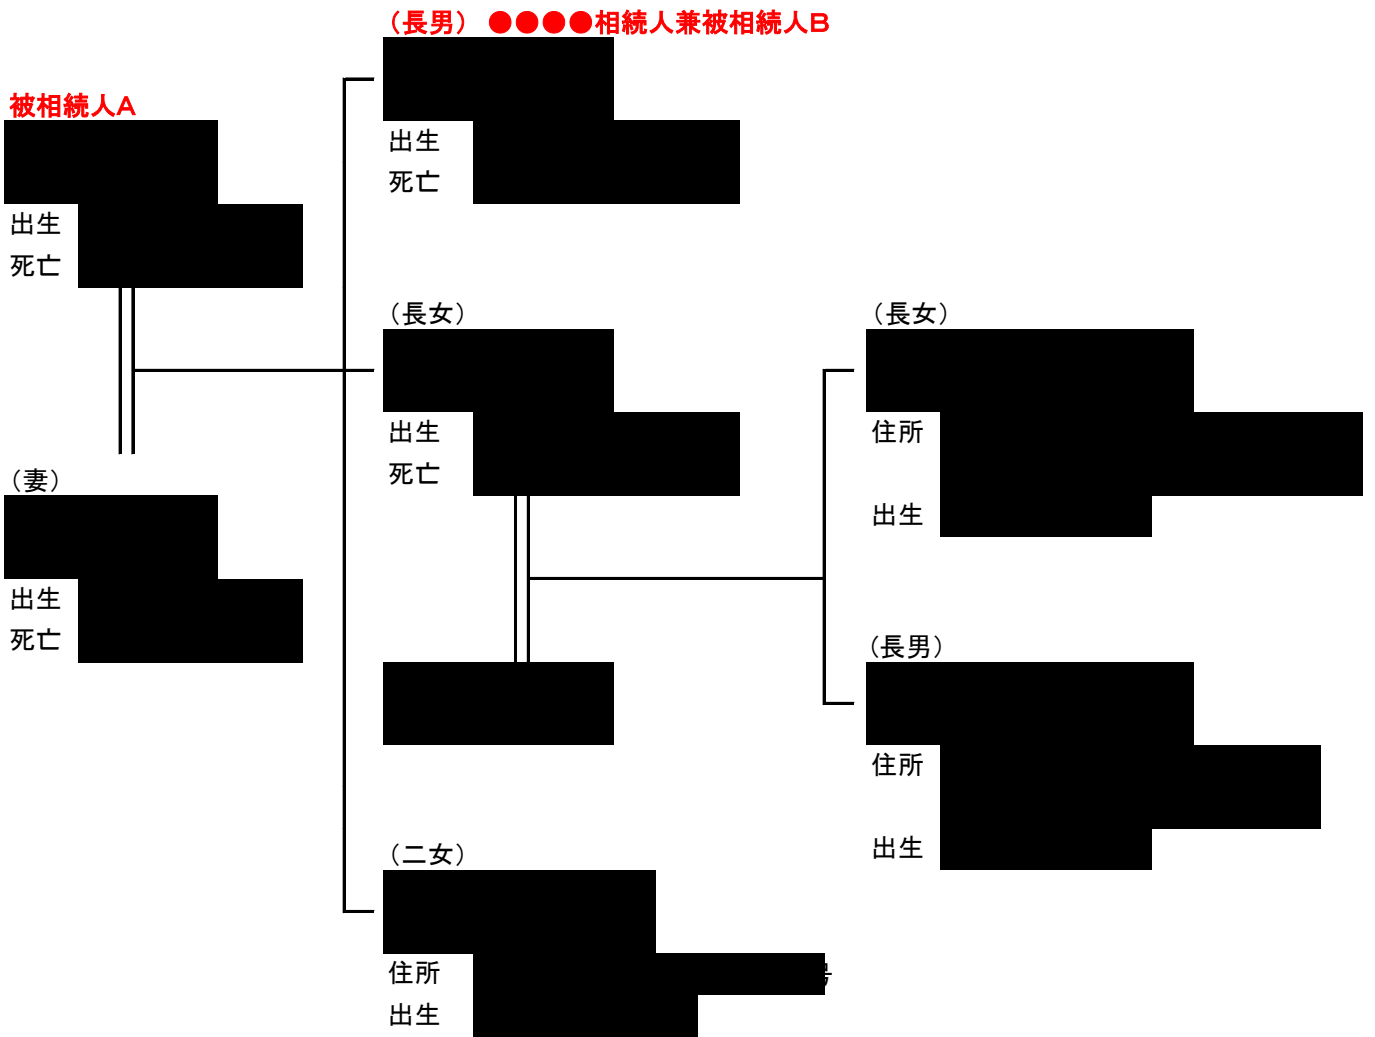 （長男） ●●●●相続人兼被相続人B
出生
死亡
被相続人A
出生
死亡
（妻）
出生
死亡
（長女）
出生
死亡
（二女）
住所
出生
（長女）
住所
出生
（長男）
住所
出生